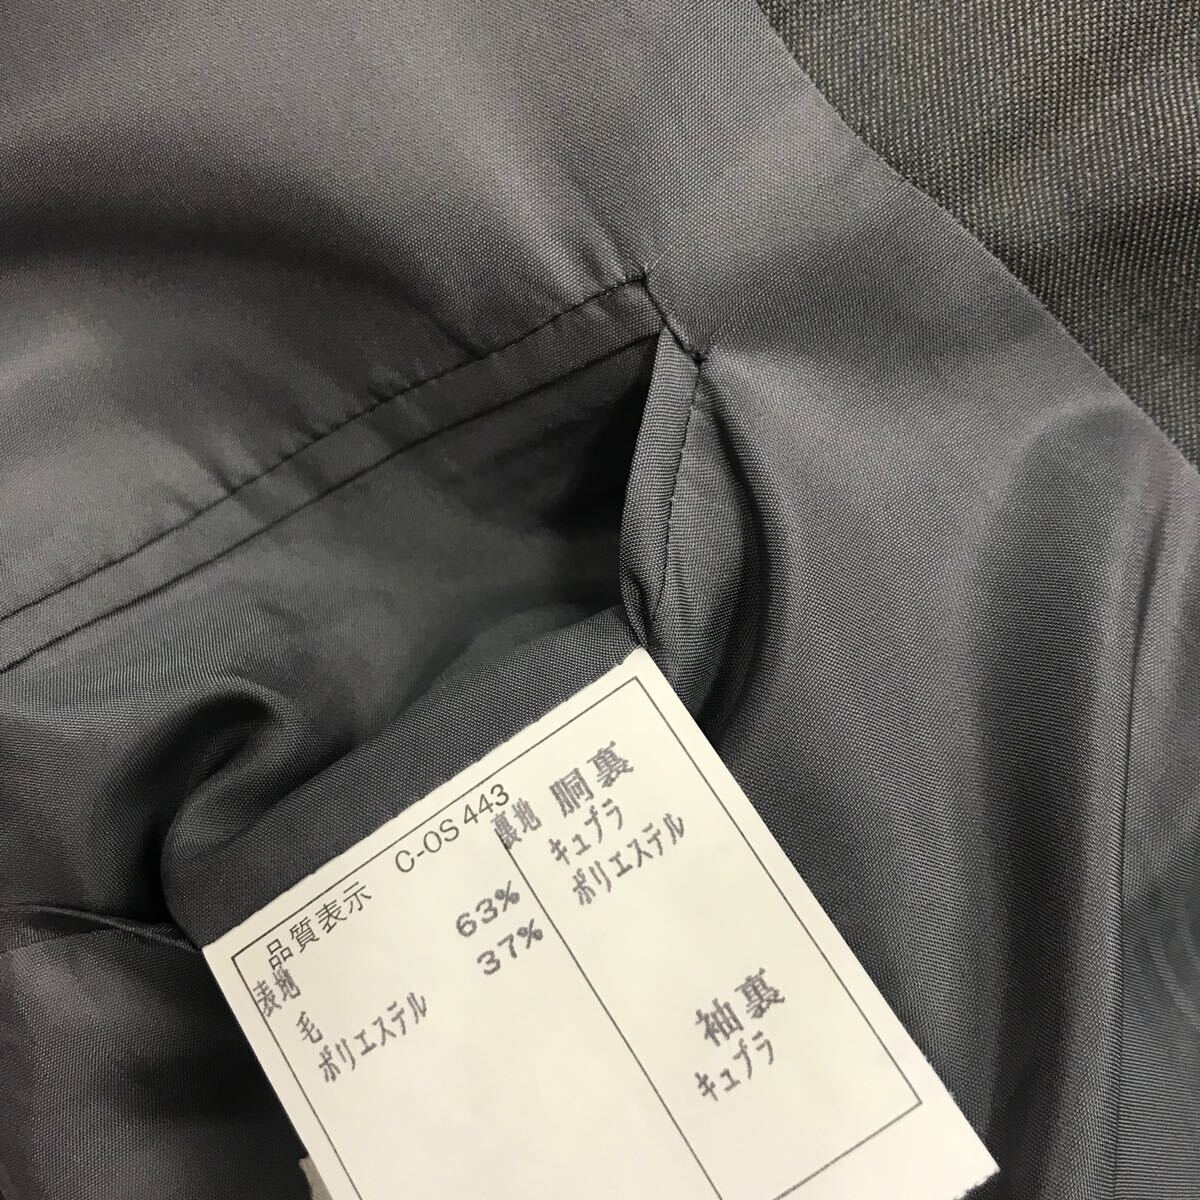 品質表示 C-OS 443
表地
毛 63%
ポリエステル 37%
裏地 胴裏
キュプラ
ポリエステル
袖裏
キュプラ